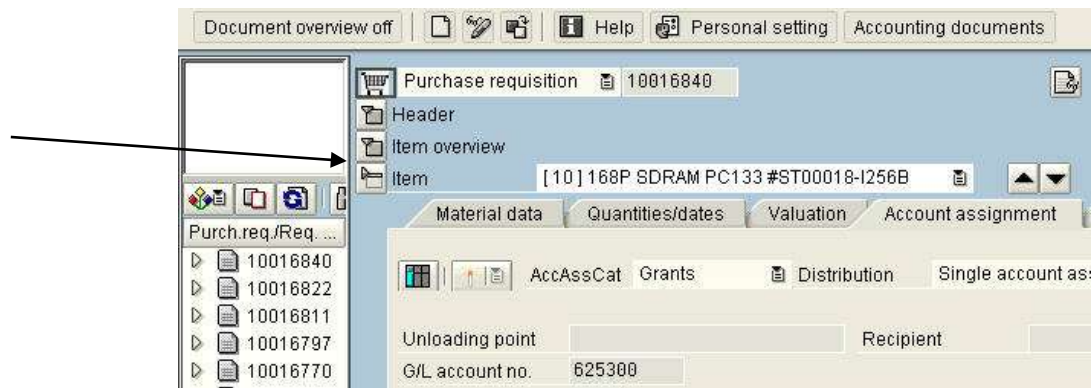 Document overview off Help Personal setting Accounting documents
Purchase requisition 10016840
Header
Item overview
Item [ 10 ] 168P SDRAM PC133 #ST00018-I256B
Material data Quantities/dates Valuation Account assignment
Purch.req./Req. ...
10016840
10016822
10016811
10016797
10016770
AccAssCat Grants Distribution Single account as
Unloading point Recipient
G/L account no. 625300